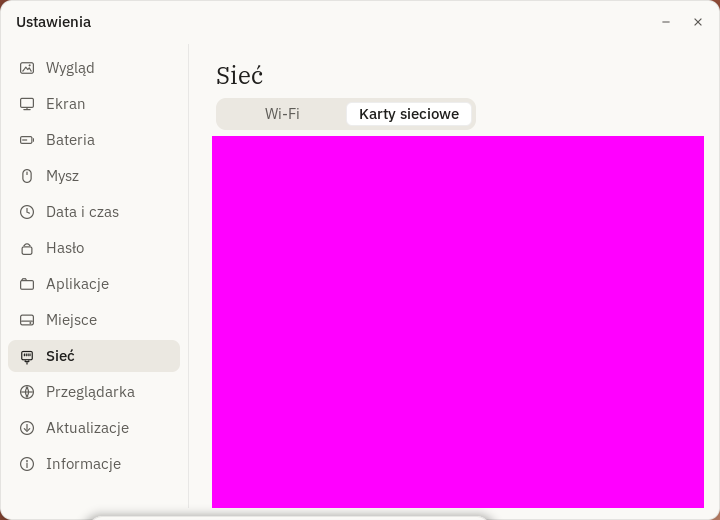 Ustawienia
Wygląd
Ekran
Bateria
Mysz
Data i czas
Hasło
Aplikacje
Miejsce
Sieć
Przeglądarka
Aktualizacje
Informacje
Sieć
Wi-Fi
Karty sieciowe